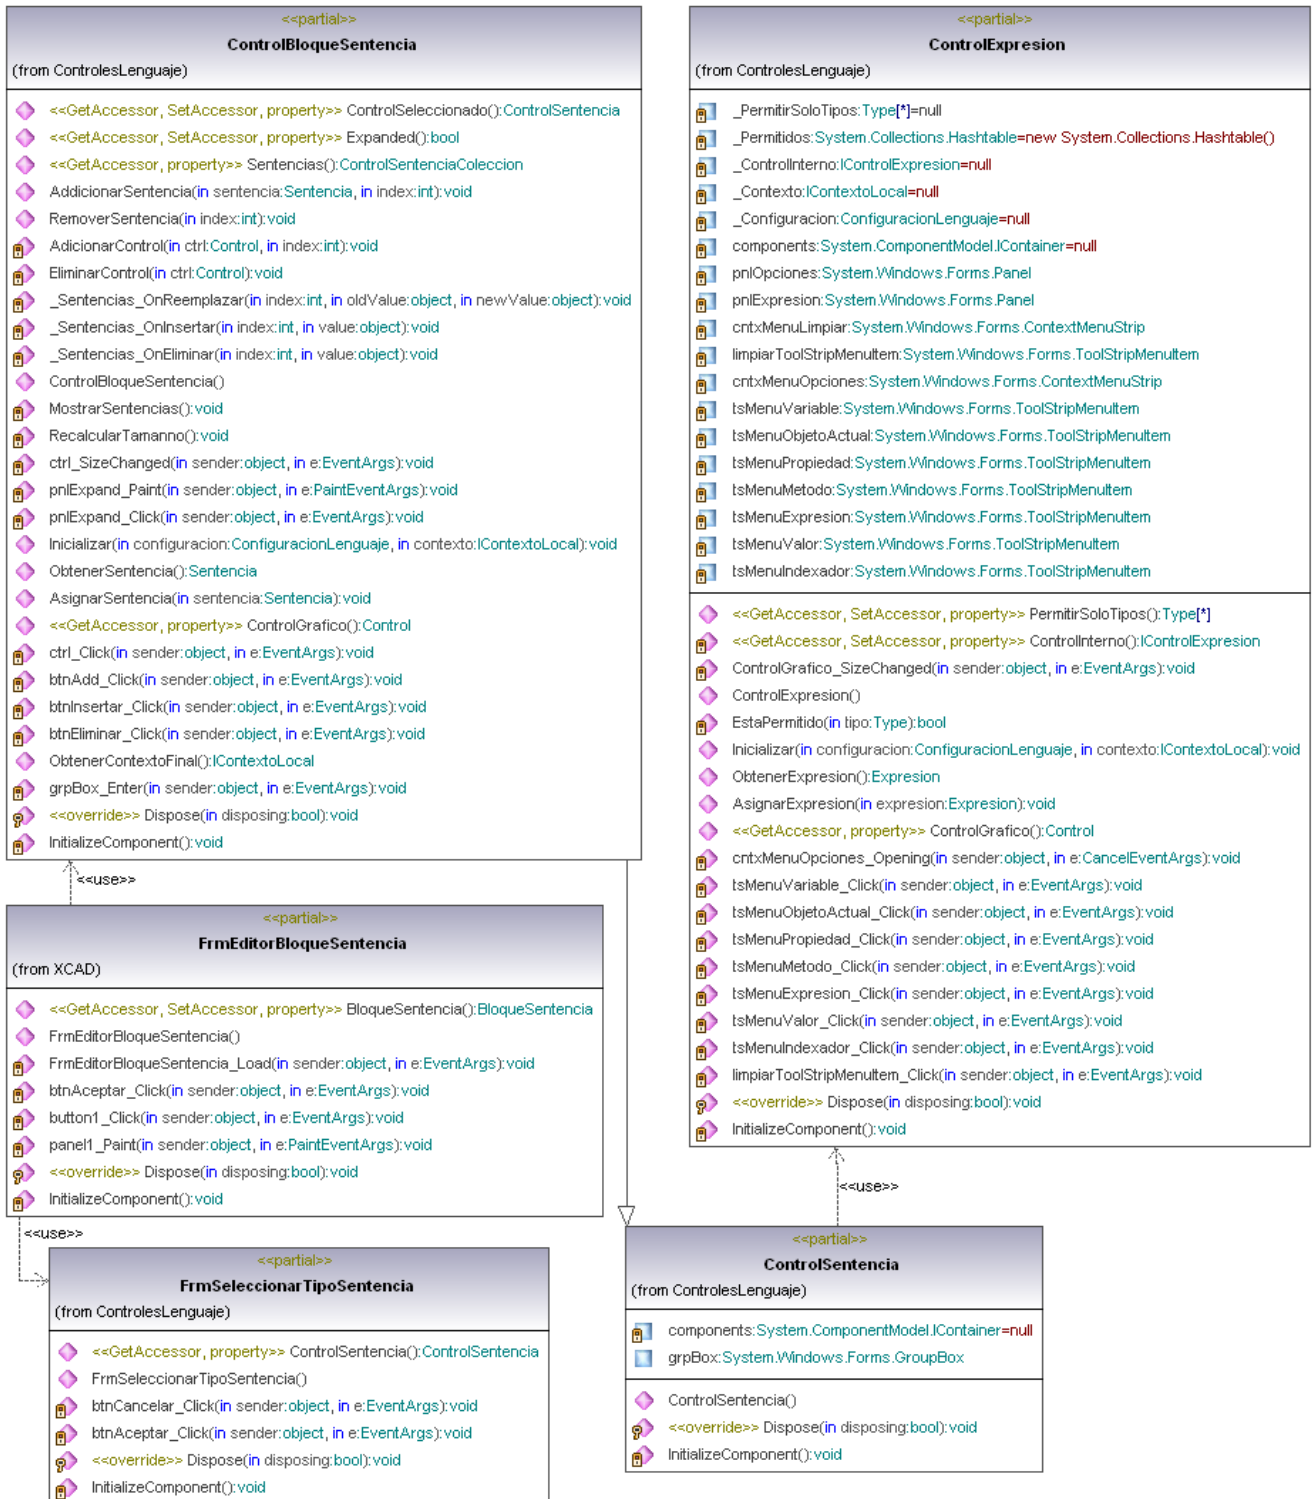 <<partial>>
ControlBloqueSentencia
(from ControlesLenguaje)
<<GetAccessor, SetAccessor, property>> ControlSeleccionado():ControlSentencia
<<GetAccessor, SetAccessor, property>> Expanded():bool
<<GetAccessor, property>> Sentencias():ControlSentenciaColeccion
AddicionarSentencia(in sentencia:Sentencia, in index:int):void
RemoverSentencia(in index:int):void
AdicionarControl(in ctrl:Control, in index:int):void
EliminarControl(in ctrl:Control):void
_Sentencias_OnReemplazar(in index:int, in oldValue:object, in newValue:object):void
_Sentencias_OnInsertar(in index:int, in value:object):void
_Sentencias_OnEliminar(in index:int, in value:object):void
ControlBloqueSentencia()
MostrarSentencias():void
RecalcularTamanno():void
ctrl_SizeChanged(in sender:object, in e:EventArgs):void
pnlExpand_Paint(in sender:object, in e:PaintEventArgs):void
pnlExpand_Click(in sender:object, in e:EventArgs):void
Inicializar(in configuracion:ConfiguracionLenguaje, in contexto:IContextoLocal):void
ObtenerSentencia():Sentencia
AsignarSentencia(in sentencia:Sentencia):void
<<GetAccessor, property>> ControlGrafico():Control
ctrl_Click(in sender:object, in e:EventArgs):void
btnAdd_Click(in sender:object, in e:EventArgs):void
btnInsertar_Click(in sender:object, in e:EventArgs):void
btnEliminar_Click(in sender:object, in e:EventArgs):void
ObtenerContextoFinal():IContextoLocal
grpBox_Enter(in sender:object, in e:EventArgs):void
<<override>> Dispose(in disposing:bool):void
InitializeComponent():void
<<use>>
<<partial>>
FrmEditorBloqueSentencia
(from XCAD)
<<GetAccessor, SetAccessor, property>> BloqueSentencia():BloqueSentencia
FrmEditorBloqueSentencia()
FrmEditorBloqueSentencia_Load(in sender:object, in e:EventArgs):void
btnAceptar_Click(in sender:object, in e:EventArgs):void
button1_Click(in sender:object, in e:EventArgs):void
panel1_Paint(in sender:object, in e:PaintEventArgs):void
<<override>> Dispose(in disposing:bool):void
InitializeComponent():void
<<use>>
<<partial>>
FrmSeleccionarTipoSentencia
(from ControlesLenguaje)
<<GetAccessor, property>> ControlSentencia():ControlSentencia
FrmSeleccionarTipoSentencia()
btnCancelar_Click(in sender:object, in e:EventArgs):void
btnAceptar_Click(in sender:object, in e:EventArgs):void
<<override>> Dispose(in disposing:bool):void
InitializeComponent():void
<<partial>>
ControlExpresion
(from ControlesLenguaje)
_PermitirSoloTipos:Type[*]=null
_Permitidos:System.Collections.Hashtable=new System.Collections.Hashtable()
_ControlInterno:IControlExpresion=null
_Contexto:IContextoLocal=null
_Configuracion:ConfiguracionLenguaje=null
components:System.ComponentModel.IContainer=null
pnlOpciones:System.Windows.Forms.Panel
pnlExpresion:System.Windows.Forms.Panel
cntxMenuLimpiar:System.Windows.Forms.ContextMenuStrip
limpiarToolStripMenuItem:System.Windows.Forms.ToolStripMenuItem
cntxMenuOpciones:System.Windows.Forms.ContextMenuStrip
tsMenuVariable:System.Windows.Forms.ToolStripMenuItem
tsMenuObjetoActual:System.Windows.Forms.ToolStripMenuItem
tsMenuPropiedad:System.Windows.Forms.ToolStripMenuItem
tsMenuMetodo:System.Windows.Forms.ToolStripMenuItem
tsMenuExpresion:System.Windows.Forms.ToolStripMenuItem
tsMenuValor:System.Windows.Forms.ToolStripMenuItem
tsMenuIndexador:System.Windows.Forms.ToolStripMenuItem
<<GetAccessor, SetAccessor, property>> PermitirSoloTipos():Type[*]
<<GetAccessor, SetAccessor, property>> ControlInterno():IControlExpresion
ControlGrafico_SizeChanged(in sender:object, in e:EventArgs):void
ControlExpresion()
EstaPermitido(in tipo:Type):bool
Inicializar(in configuracion:ConfiguracionLenguaje, in contexto:IContextoLocal):void
ObtenerExpresion():Expresion
AsignarExpresion(in expresion:Expresion):void
<<GetAccessor, property>> ControlGrafico():Control
cntxMenuOpciones_Opening(in sender:object, in e:CancelEventArgs):void
tsMenuVariable_Click(in sender:object, in e:EventArgs):void
tsMenuObjetoActual_Click(in sender:object, in e:EventArgs):void
tsMenuPropiedad_Click(in sender:object, in e:EventArgs):void
tsMenuMetodo_Click(in sender:object, in e:EventArgs):void
tsMenuExpresion_Click(in sender:object, in e:EventArgs):void
tsMenuValor_Click(in sender:object, in e:EventArgs):void
tsMenuIndexador_Click(in sender:object, in e:EventArgs):void
limpiarToolStripMenuItem_Click(in sender:object, in e:EventArgs):void
<<override>> Dispose(in disposing:bool):void
InitializeComponent():void
<<use>>
<<partial>>
ControlSentencia
(from ControlesLenguaje)
components:System.ComponentModel.IContainer=null
grpBox:System.Windows.Forms.GroupBox
ControlSentencia()
<<override>> Dispose(in disposing:bool):void
InitializeComponent():void